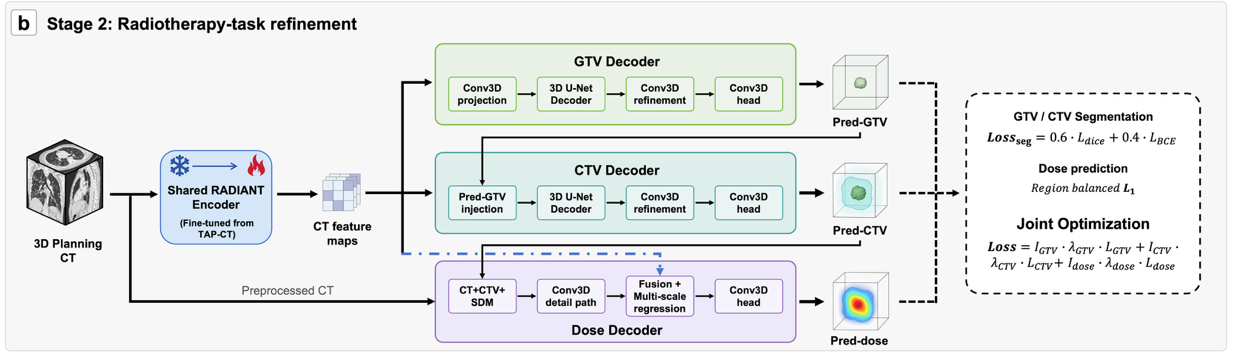 b Stage 2: Radiotherapy-task refinement
3D Planning
CT
Shared RADIANT
Encoder
(Fine-tuned from
TAP-CT)
CT feature
maps
Preprocessed CT
GTV Decoder
Conv3D
projection
3D U-Net
Decoder
Conv3D
refinement
Conv3D
head
Pred-GTV
CTV Decoder
Pred-GTV
injection
3D U-Net
Decoder
Conv3D
refinement
Conv3D
head
Pred-CTV
CT+CTV+
SDM
Conv3D
detail path
Fusion +
Multi-scale
regression
Conv3D
head
Dose Decoder
Pred-dose
GTV / CTV Segmentation
Loss_seg = 0.6 · L_dice + 0.4 · L_BCE
Dose prediction
Region balanced L_1
Joint Optimization
Loss = I_GTV · λ_GTV · L_GTV + I_CTV ·
λ_CTV · L_CTV + I_dose · λ_dose · L_dose